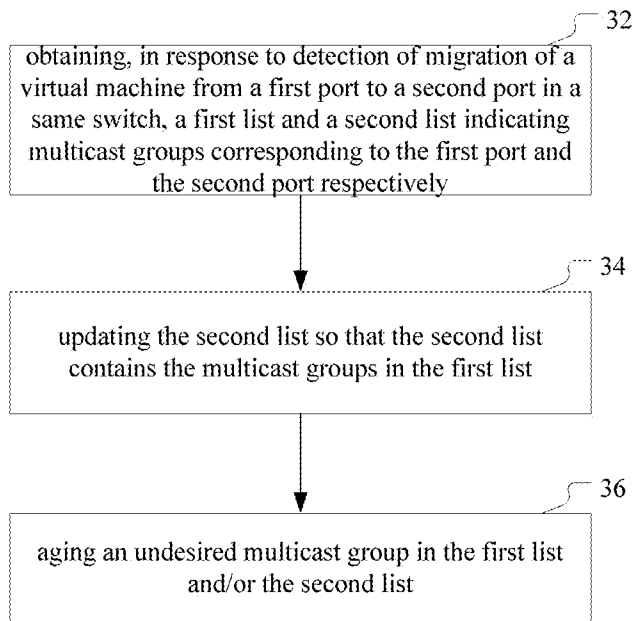 32
obtaining, in response to detection of migration of a
virtual machine from a first port to a second port in a
same switch, a first list and a second list indicating
multicast groups corresponding to the first port and
the second port respectively
34
updating the second list so that the second list
contains the multicast groups in the first list
36
aging an undesired multicast group in the first list
and/or the second list